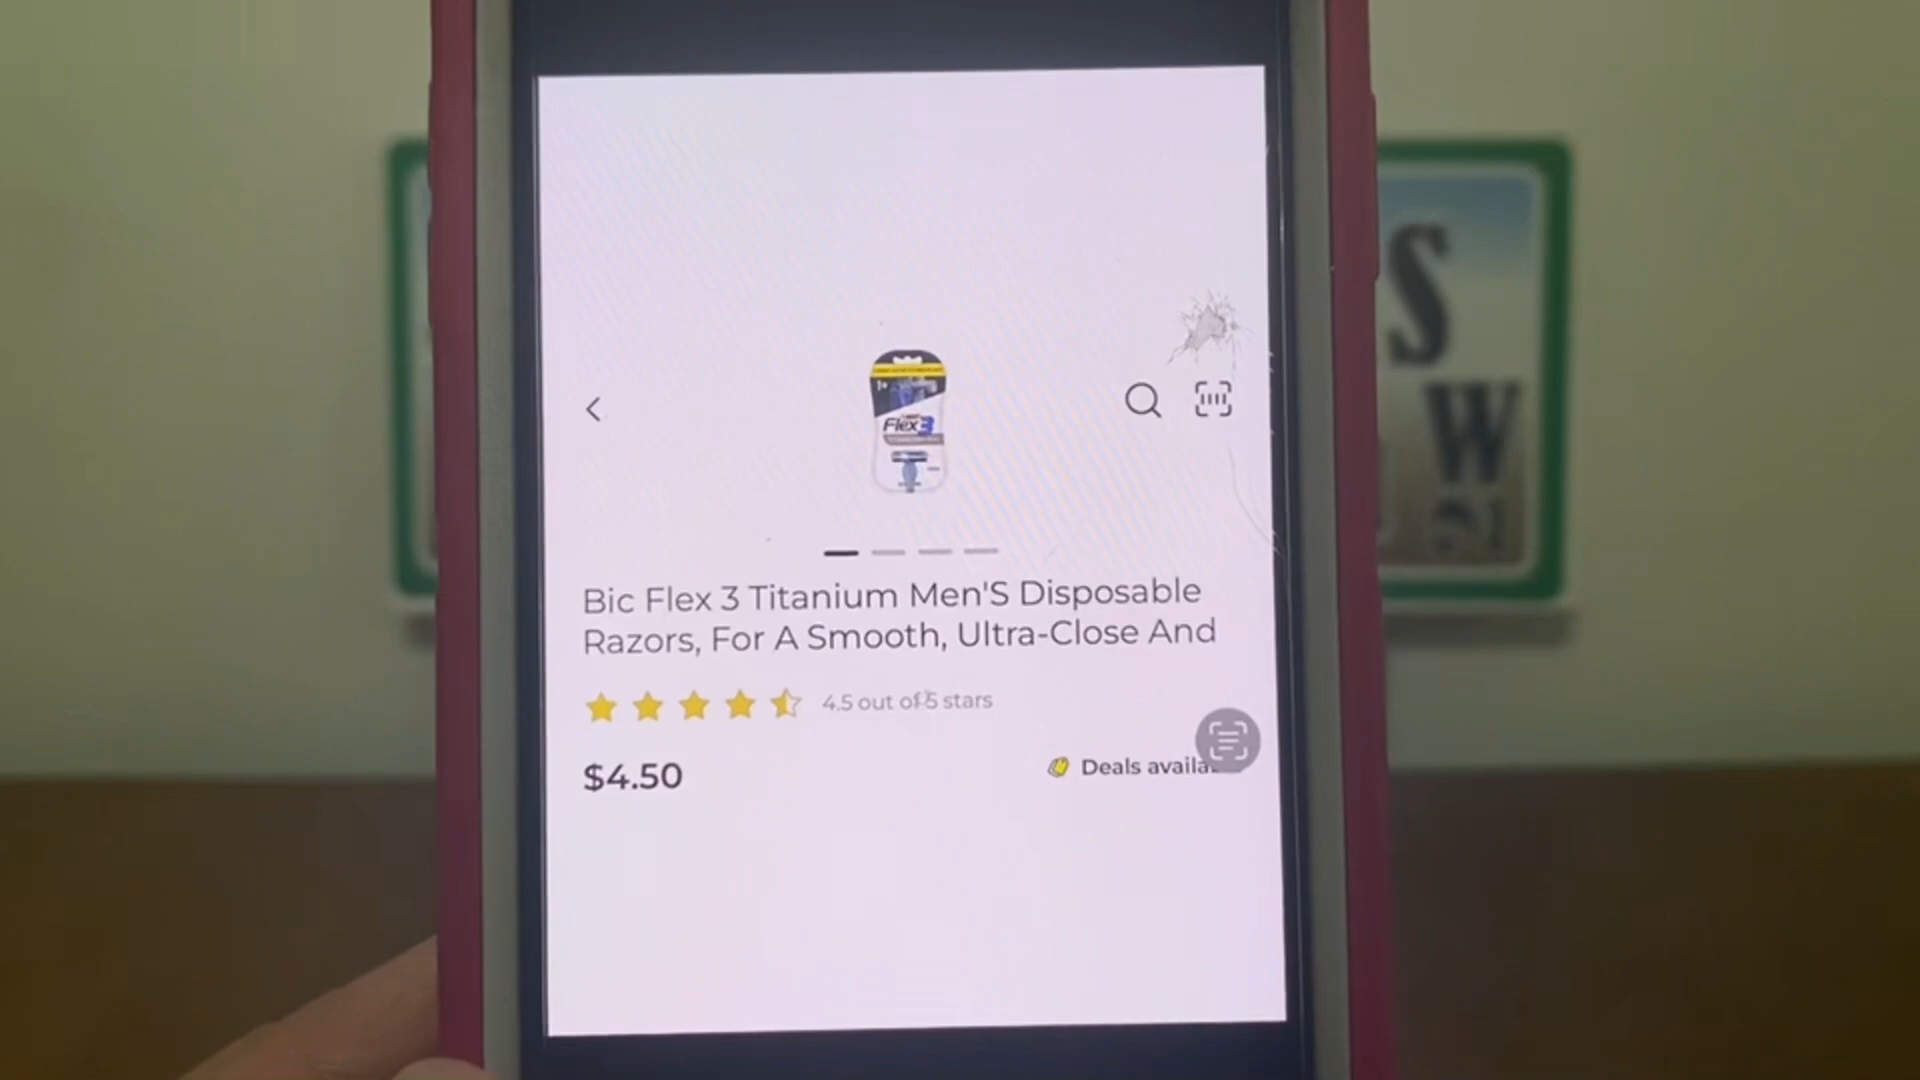 S
W
Flex3
Bic Flex 3 Titanium Men'S Disposable
Razors, For A Smooth, Ultra-Close And
4.5 out of 5 stars
$4.50
Deals availa